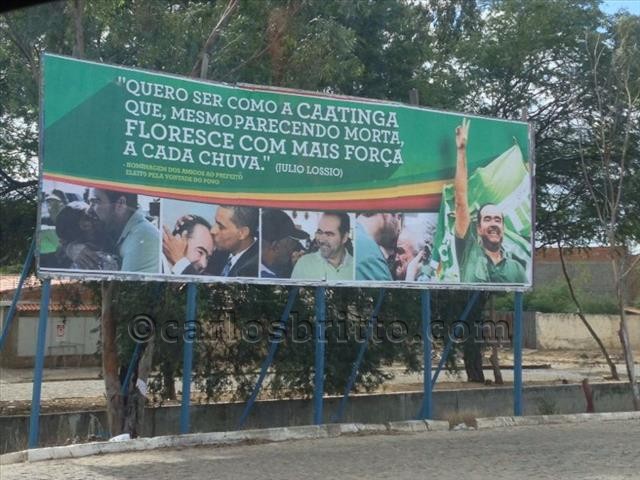 "QUERO SER COMO A CAATINGA
QUE, MESMO PARECENDO MORTA,
FLORESCE COM MAIS FORÇA
A CADA CHUVA." (JULIO LOSSIO)
- HOMENAGEM DOS AMIGOS AO PREFEITO
ELEITO PELA VONTADE DO POVO
©carlosbritto.com